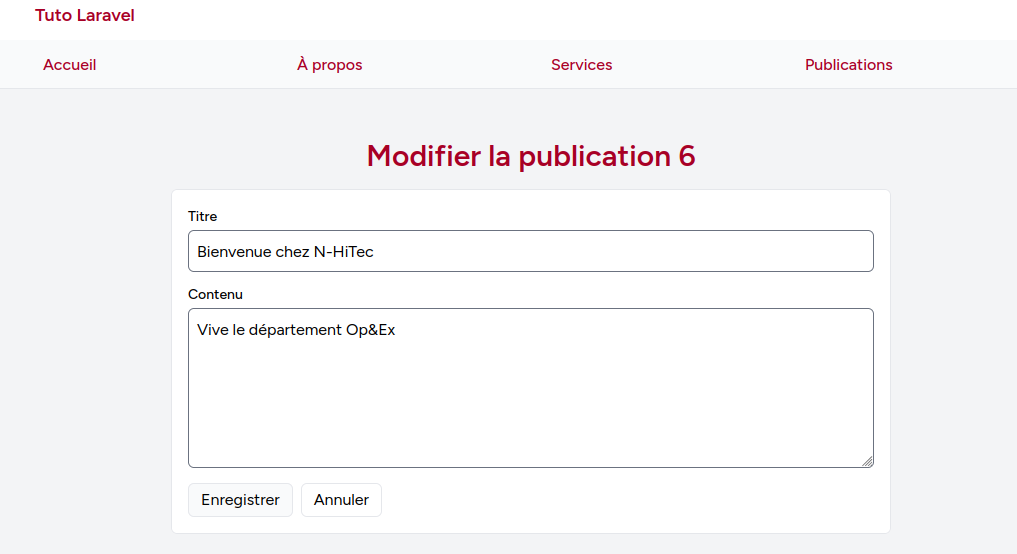 Tuto Laravel
Accueil À propos Services Publications
Modifier la publication 6
Titre
Bienvenue chez N-HiTec
Contenu
Vive le département Op&Ex
Enregistrer Annuler